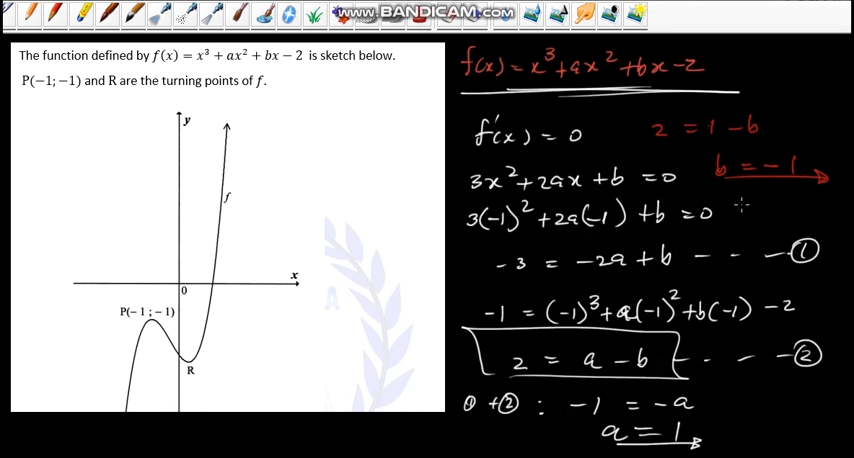 www.BANDICAM.com
The function defined by f(x) = x³ + ax² + bx − 2 is sketch below.
P(−1; −1) and R are the turning points of f.
y
f
x
0
P(− 1 ; − 1)
R
f(x) = x³ + ax² + bx − 2
f'(x) = 0
2 = 1 − b
b = − 1
3x² + 2ax + b = 0
3(−1)² + 2a(−1) + b = 0
− 3 = − 2a + b - - - ①
−1 = (−1)³ + a(−1)² + b(−1) − 2
2 = a − b - - - ②
① + ② : − 1 = − a
a = 1